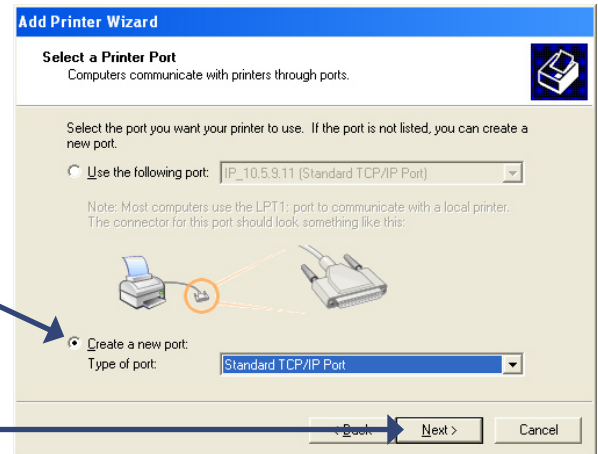 Add Printer Wizard
Select a Printer Port
Computers communicate with printers through ports.
Select the port you want your printer to use. If the port is not listed, you can create a
new port.
Use the following port: IP_10.5.9.11 (Standard TCP/IP Port)
Note: Most computers use the LPT1: port to communicate with a local printer.
The connector for this port should look something like this:
Create a new port:
Type of port: Standard TCP/IP Port
< Back Next > Cancel